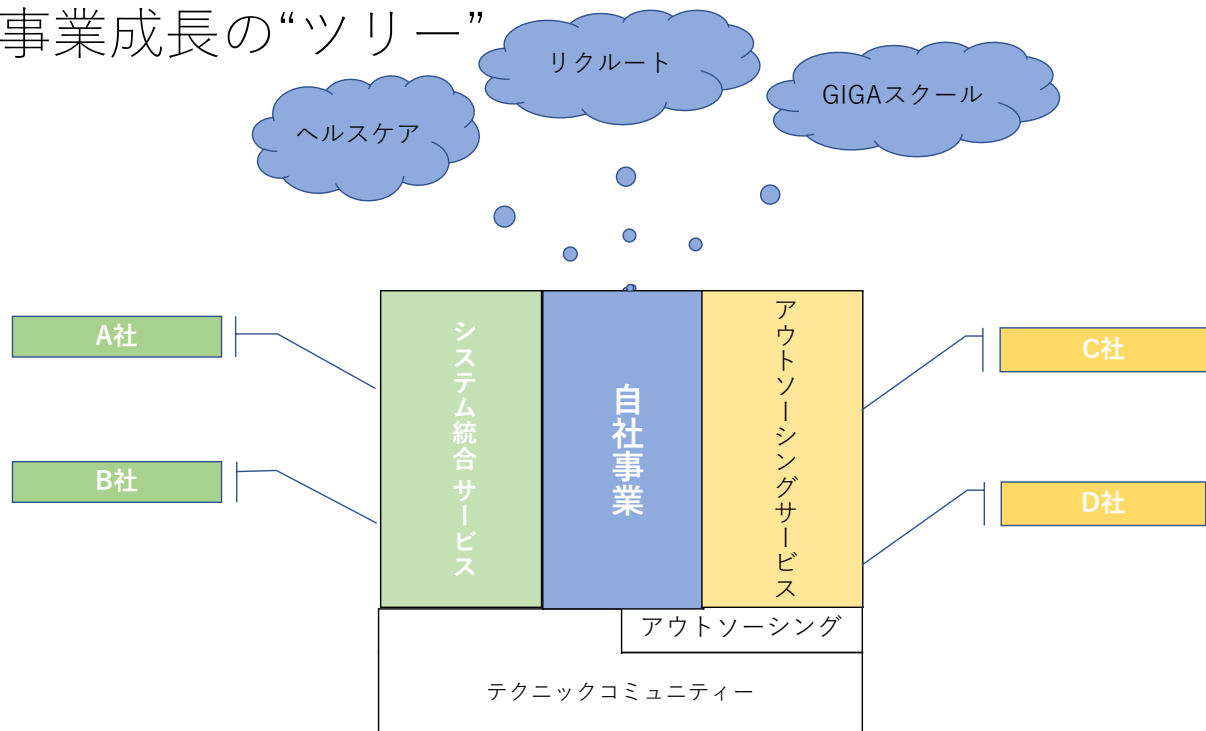 事業成長の“ツリー”
リクルート
GIGAスクール
ヘルスケア
A社
B社
システム統合 サービス
自社事業
アウトソーシングサービス
C社
D社
アウトソーシング
テクニックコミュニティー